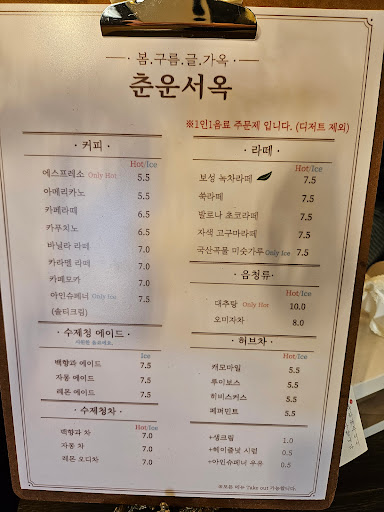 봄.구름.글.가옥
춘운서옥
※1인1음료 주문제 입니다. (디저트 제외)
· 커피 ·
Hot/Ice
에스프레소 Only Hot 5.5
아메리카노 5.5
카페라떼 6.5
카푸치노 6.5
바닐라 라떼 7.0
카라멜 라떼 7.0
카페모카 7.0
아인슈페너 Only Ice 7.5
(솔티크림)
· 수제청 에이드 ·
Ice
백향과 에이드 7.5
자몽 에이드 7.5
레몬 에이드 7.5
· 수제청차 ·
Hot/Ice
백향과 차 7.0
자몽 차 7.0
레몬 오디차 7.0
· 라떼 ·
Hot/Ice
보성 녹차라떼 7.5
쑥라떼 7.5
발로나 초코라떼 7.5
자색 고구마라떼 7.5
국산곡물 미숫가루 Only Ice 7.5
· 음청류 ·
Hot/Ice
대추탕 Only Hot 10.0
오미자차 8.0
· 허브차 ·
Hot/Ice
캐모마일 5.5
루이보스 5.5
히비스커스 5.5
페퍼민트 5.5
+생크림 1.0
+헤이즐넛 시럽 0.5
+아인슈페너 우유 0.5
※모든 메뉴 Take out 가능합니다.